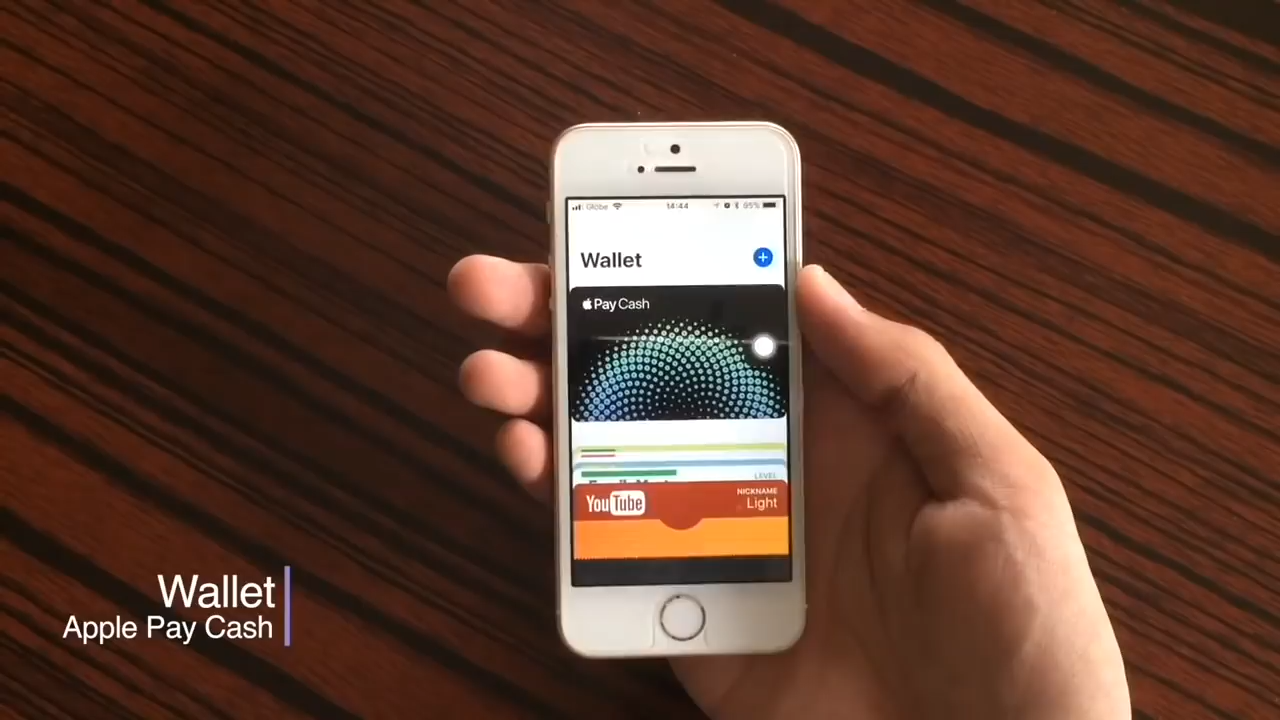 Globe 14:44 95%
Wallet
Pay Cash
LEVEL
YouTube
NICKNAME
Light
Wallet
Apple Pay Cash